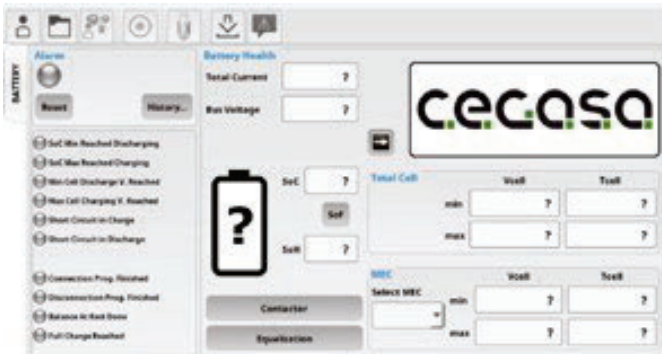 BATTERY
Alarm
Reset
History...
SoC Min Reached Discharging
SoC Max Reached Charging
Min Cell Discharge V. Reached
Max Cell Charging V. Reached
Short Circuit in Charge
Short Circuit in Discharge
Connection Prog. Finished
Disconnection Prog. Finished
Balance At Rest Done
Full Charge Reached
Battery Health
Total Current ?
Bus Voltage ?
?
SoC ?
SoF
SoH ?
Contactor
Equalization
cegasa
Total Cell Vcell Tcell
min ? ?
max ? ?
MEC Vcell Tcell
Select MEC
min ? ?
max ? ?